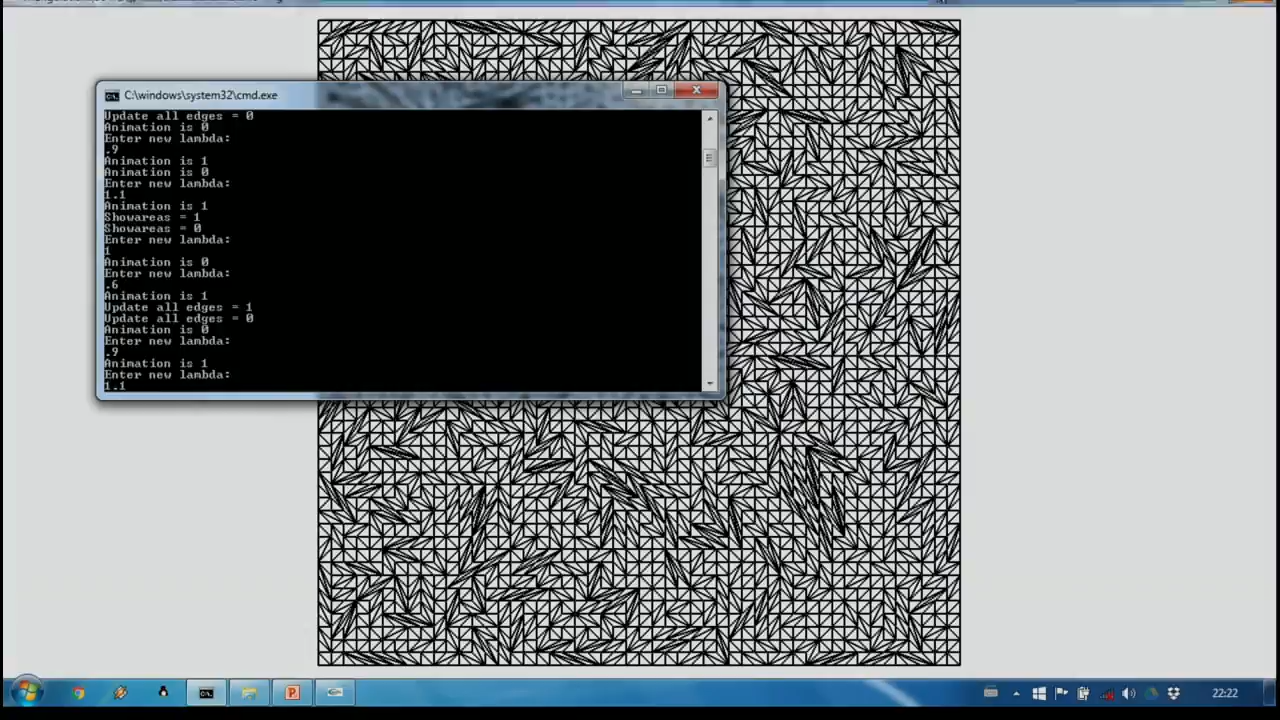 C:\windows\system32\cmd.exe
Update all edges = 0
Animation is 0
Enter new lambda:
.9
Animation is 1
Animation is 0
Enter new lambda:
1.1
Animation is 1
Showareas = 1
Showareas = 0
Enter new lambda:
1
Animation is 0
Enter new lambda:
.6
Animation is 1
Update all edges = 1
Update all edges = 0
Animation is 0
Enter new lambda:
.9
Animation is 1
Enter new lambda:
1.1
22:22